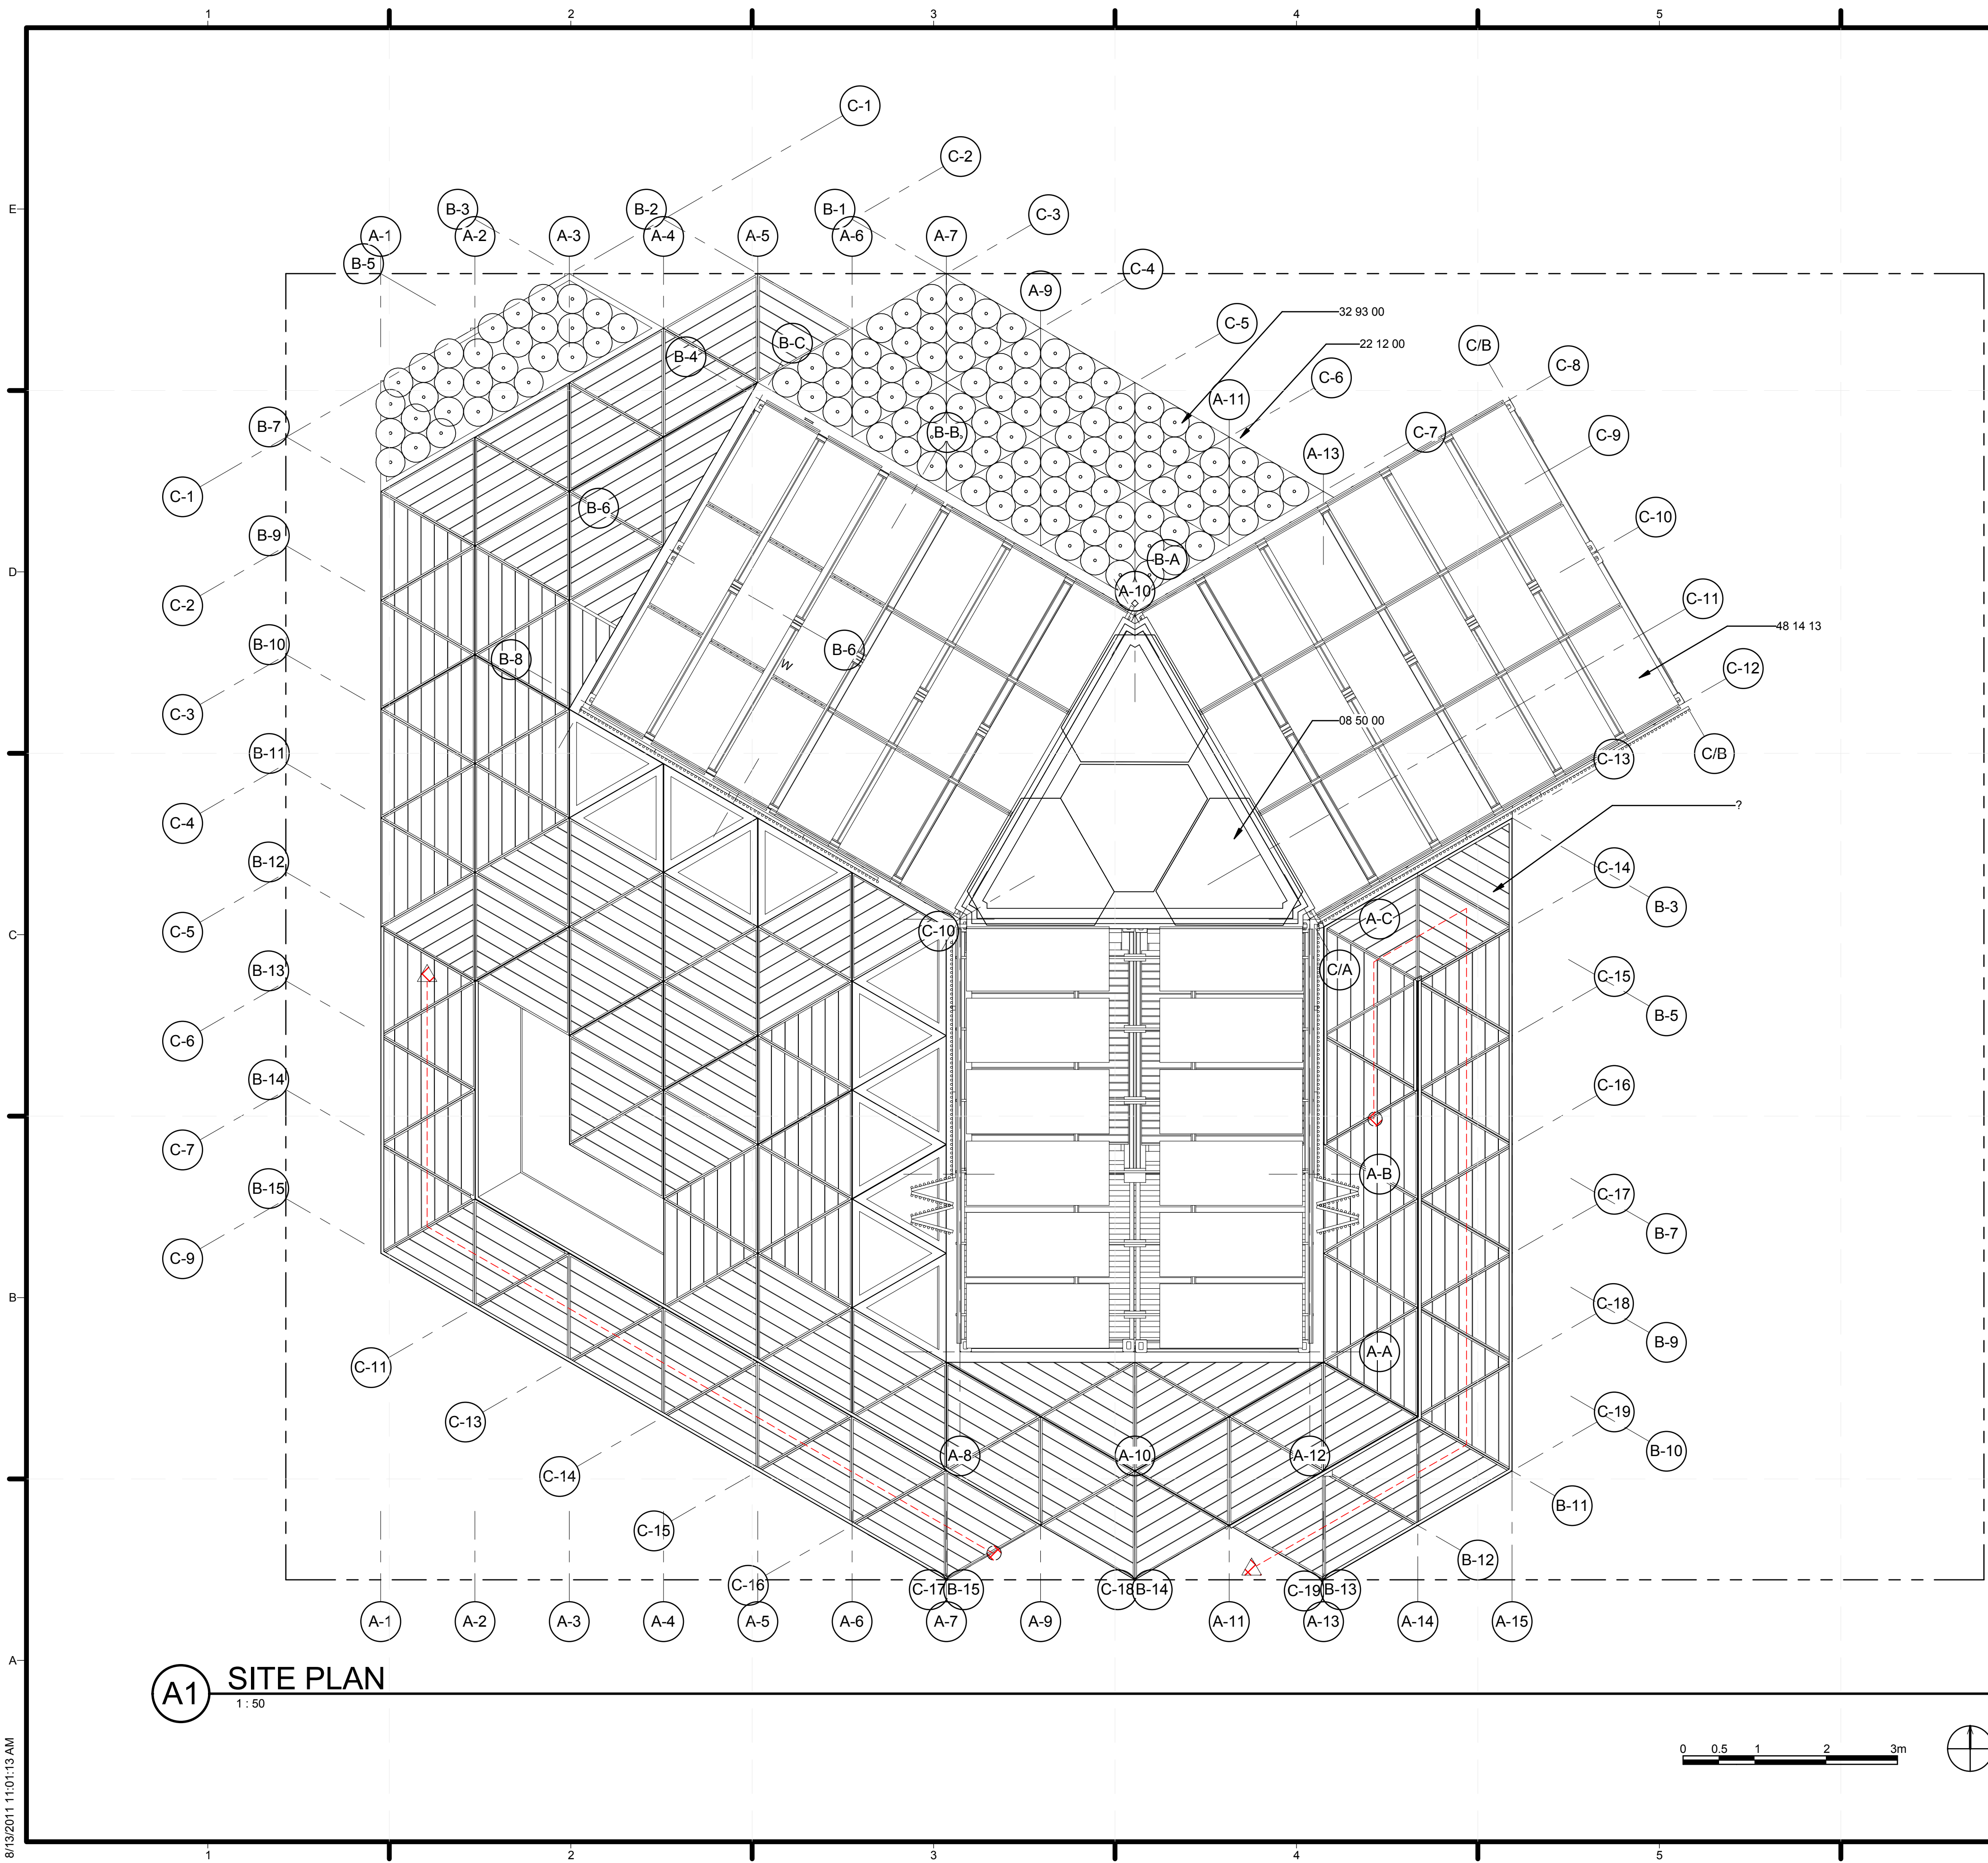 1 2 3 4 5
C-1
C-2
E B-3 B-2 B-1 C-3
A-1 A-2 A-3 A-4 A-5 A-6 A-7
B-5 C-4
A-9
32 93 00
C-5
B-C 22 12 00 C/B
B-4 C-8
C-6
A-11
B-7 B-B C-7 C-9
A-13
C-1
B-6 C-10
B-9
B-A
D
A-10
C-2 C-11
48 14 13
B-10 B-6
B-8 W C-12
C-3 08 50 00
B-11 C-13 C/B
?
C-4
B-12 C-14
B-3
A-C
C-5 C-10
C
B-13 C/A C-15
B-5
C-6
B-14 C-16
C-7
A-B
B-15 C-17
B-7
C-9
B C-18
B-9
A-A
C-11
C-19
C-13 B-10
A-8 A-10 A-12
C-14
B-11
C-15
B-12
C-16 C-17 B-15 C-18 B-14 C-19 B-13
A-1 A-2 A-3 A-4 A-5 A-6 A-7 A-9 A-11 A-13 A-14 A-15
A
A1 SITE PLAN
1 : 50
0 0.5 1 2 3m
8/13/2011 11:01:13 AM
1 2 3 4 5